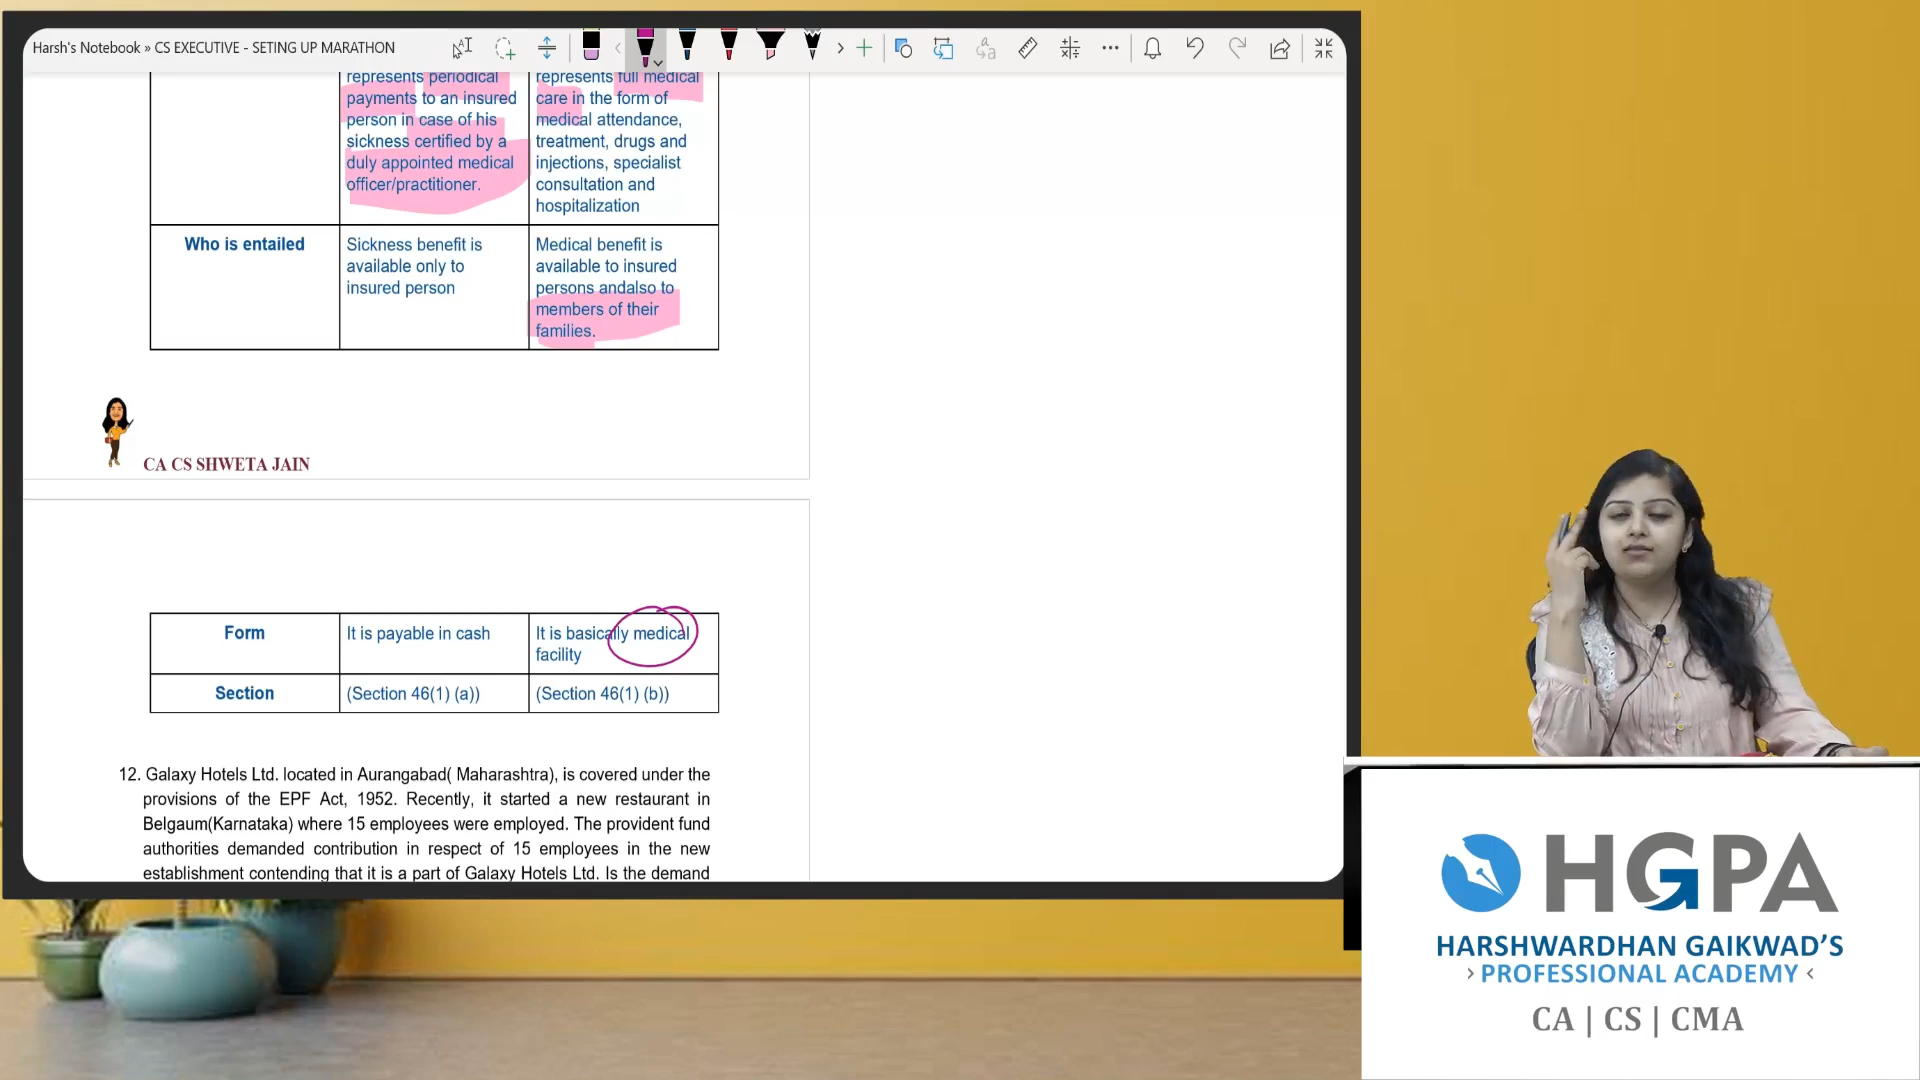 Harsh's Notebook » CS EXECUTIVE - SETING UP MARATHON
represents periodical
payments to an insured
person in case of his
sickness certified by a
duly appointed medical
officer/practitioner.
represents full medical
care in the form of
medical attendance,
treatment, drugs and
injections, specialist
consultation and
hospitalization
Who is entailed
Sickness benefit is
available only to
insured person
Medical benefit is
available to insured
persons andalso to
members of their
families.
CA CS SHWETA JAIN
Form
It is payable in cash
It is basically medical
facility
Section
(Section 46(1) (a))
(Section 46(1) (b))
12. Galaxy Hotels Ltd. located in Aurangabad( Maharashtra), is covered under the
provisions of the EPF Act, 1952. Recently, it started a new restaurant in
Belgaum(Karnataka) where 15 employees were employed. The provident fund
authorities demanded contribution in respect of 15 employees in the new
establishment contending that it is a part of Galaxy Hotels Ltd. Is the demand
HGPA
HARSHWARDHAN GAIKWAD'S
› PROFESSIONAL ACADEMY ‹
CA | CS | CMA